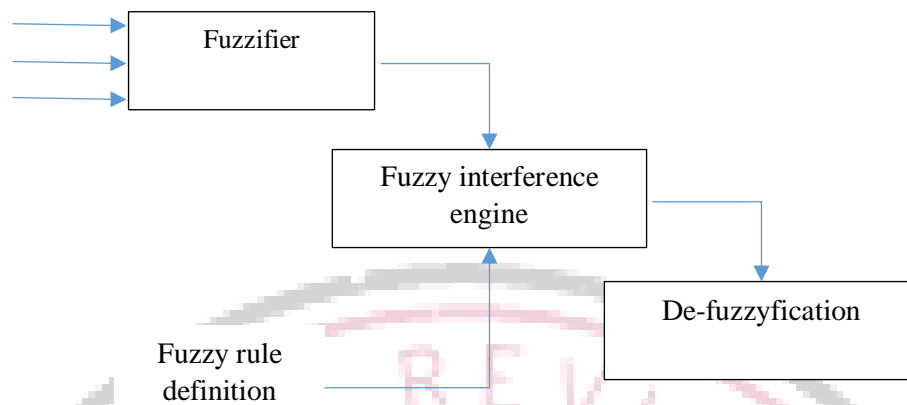 Fuzzifier
Fuzzy interference
engine
De-fuzzyfication
Fuzzy rule
definition